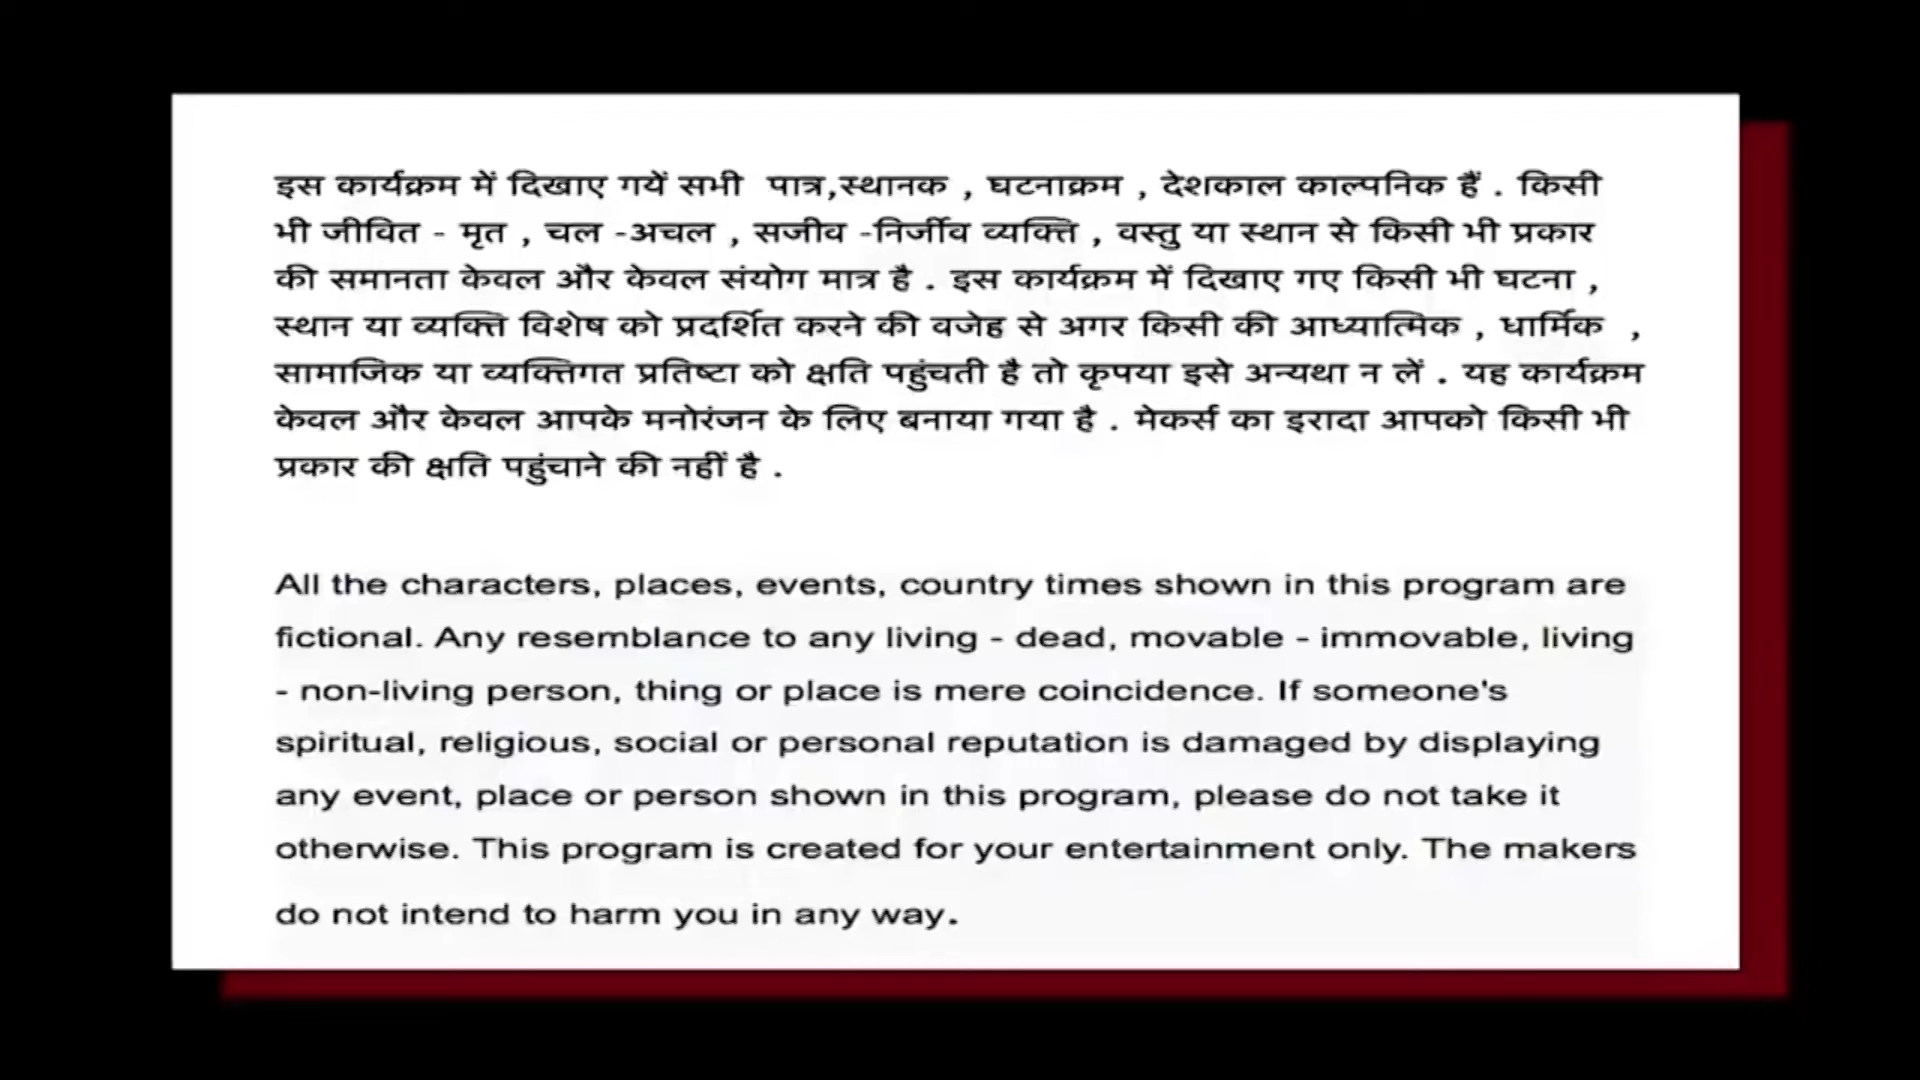 इस कार्यक्रम में दिखाए गयें सभी  पात्र,स्थानक , घटनाक्रम , देशकाल काल्पनिक हैं . किसी
भी जीवित - मृत , चल -अचल , सजीव -निर्जीव व्यक्ति , वस्तु या स्थान से किसी भी प्रकार
की समानता केवल और केवल संयोग मात्र है . इस कार्यक्रम में दिखाए गए किसी भी घटना ,
स्थान या व्यक्ति विशेष को प्रदर्शित करने की वजेह से अगर किसी की आध्यात्मिक , धार्मिक  ,
सामाजिक या व्यक्तिगत प्रतिष्टा को क्षति पहुंचती है तो कृपया इसे अन्यथा न लें . यह कार्यक्रम
केवल और केवल आपके मनोरंजन के लिए बनाया गया है . मेकर्स का इरादा आपको किसी भी
प्रकार की क्षति पहुंचाने की नहीं है .
All the characters, places, events, country times shown in this program are
fictional. Any resemblance to any living - dead, movable - immovable, living
- non-living person, thing or place is mere coincidence. If someone's
spiritual, religious, social or personal reputation is damaged by displaying
any event, place or person shown in this program, please do not take it
otherwise. This program is created for your entertainment only. The makers
do not intend to harm you in any way.